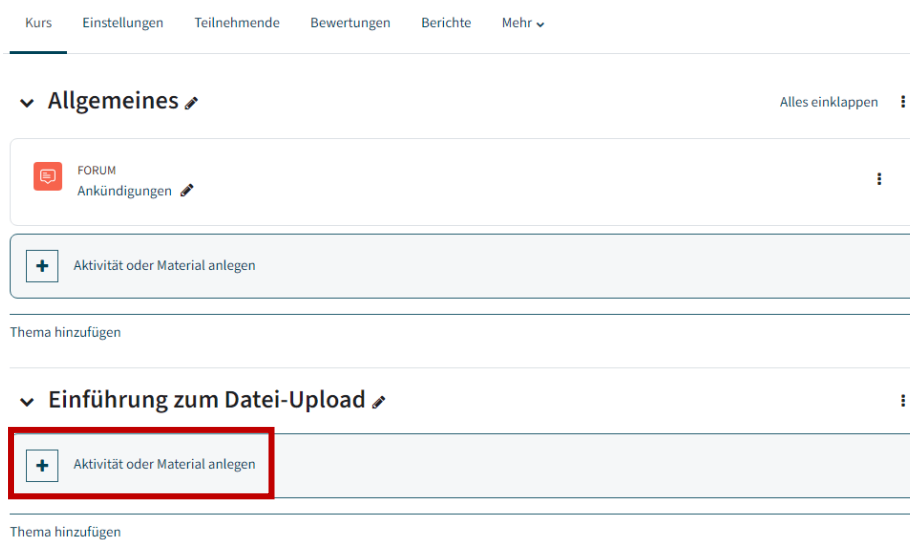 Kurs Einstellungen Teilnehmende Bewertungen Berichte Mehr
Allgemeines Alles einklappen
FORUM
Ankündigungen
Aktivität oder Material anlegen
Thema hinzufügen
Einführung zum Datei-Upload
Aktivität oder Material anlegen
Thema hinzufügen